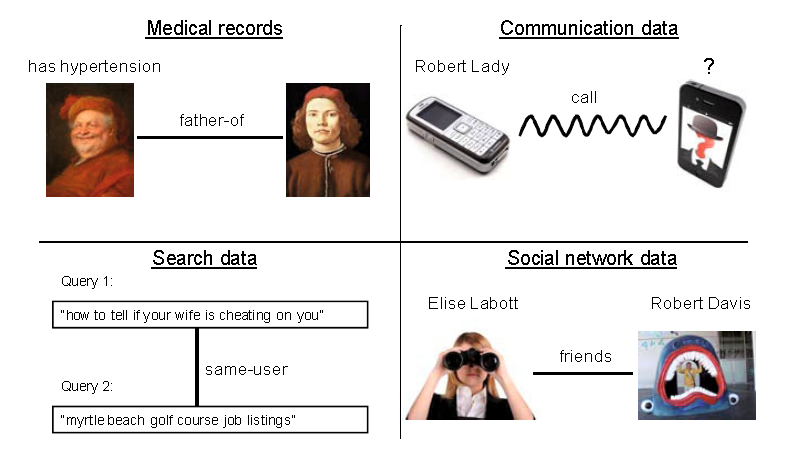 Medical records
has hypertension
father-of
Communication data
Robert Lady
call
?
Search data
Query 1:
"how to tell if your wife is cheating on you"
same-user
Query 2:
"myrtle beach golf course job listings"
Social network data
Elise Labott
friends
Robert Davis